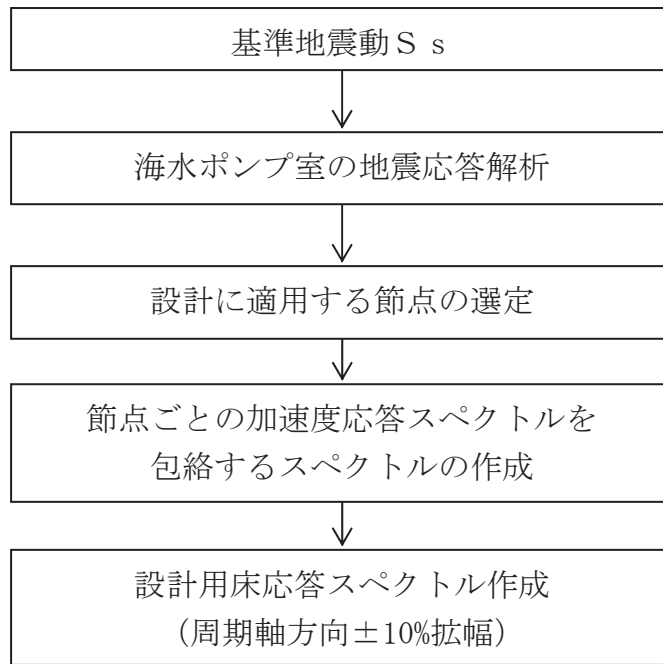 基準地震動Ｓｓ
海水ポンプ室の地震応答解析
設計に適用する節点の選定
節点ごとの加速度応答スペクトルを
包絡するスペクトルの作成
設計用床応答スペクトル作成
（周期軸方向±10%拡幅）